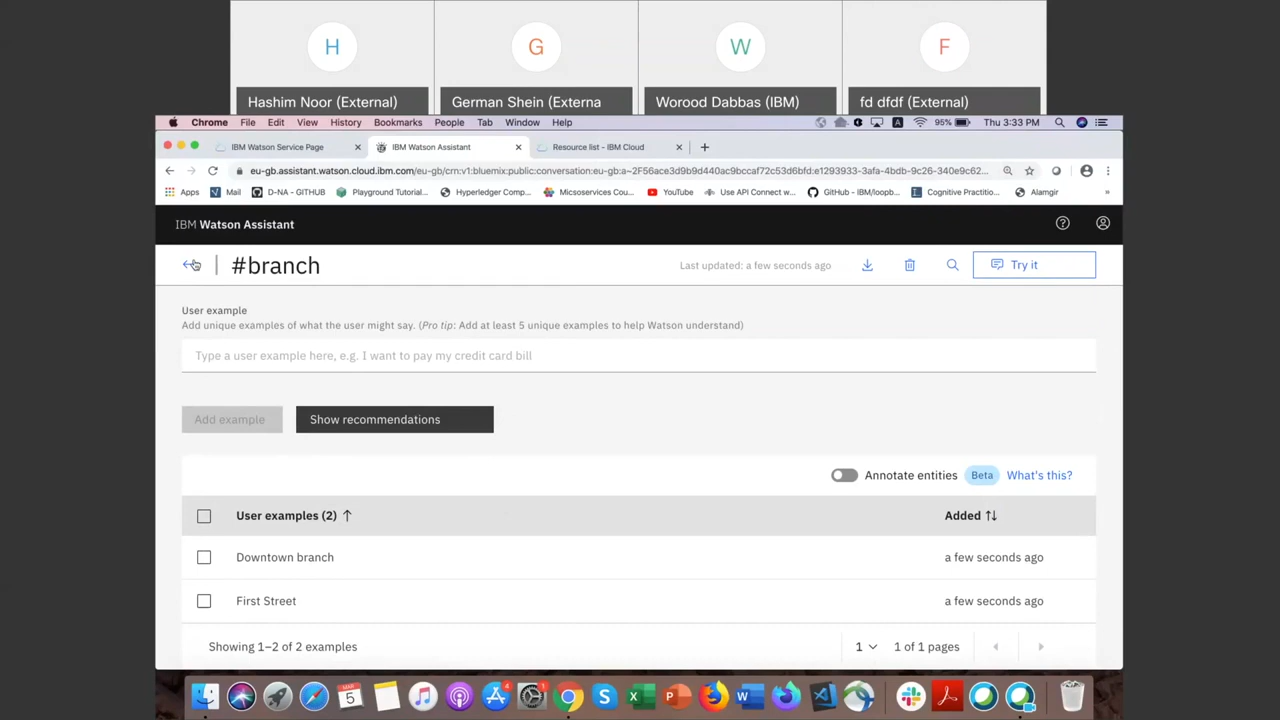 H
G
W
F
Hashim Noor (External)
German Shein (Externa
Worood Dabbas (IBM)
fd dfdf (External)
Chrome File Edit View History Bookmarks People Tab Window Help
A
95%
Thu 3:33 PM
IBM Watson Service Page
IBM Watson Assistant
Resource list - IBM Cloud
eu-gb.assistant.watson.cloud.ibm.com/eu-gb/crn:v1:bluemix:public:conversation:eu-gb:a~2F56ace3d9b9d440ac9bccaf72c53d6bfd:e1293933-3afa-4bdb-9c26-340e9c62...
Apps
Mail
D-NA - GITHUB
Playground Tutorial...
Hyperledger Comp...
Micosservices Cou...
YouTube
Use API Connect w...
GitHub - IBM/loopb...
Cognitive Practitio...
Alamgir
»
IBM Watson Assistant
#branch
Last updated: a few seconds ago
Try it
User example
Add unique examples of what the user might say. (Pro tip: Add at least 5 unique examples to help Watson understand)
Type a user example here, e.g. I want to pay my credit card bill
Add example
Show recommendations
Annotate entities
Beta
What's this?
User examples (2)
Added
Downtown branch
a few seconds ago
First Street
a few seconds ago
Showing 1–2 of 2 examples
1
1 of 1 pages
MAR
5
4
1